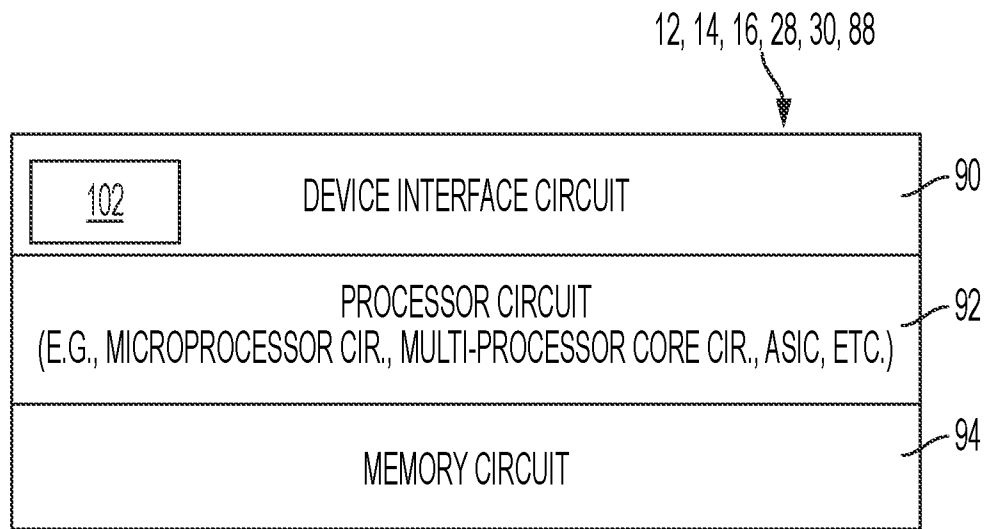 12, 14, 16, 28, 30, 88
102
DEVICE INTERFACE CIRCUIT
90
PROCESSOR CIRCUIT
92
(E.G., MICROPROCESSOR CIR., MULTI-PROCESSOR CORE CIR., ASIC, ETC.)
MEMORY CIRCUIT
94